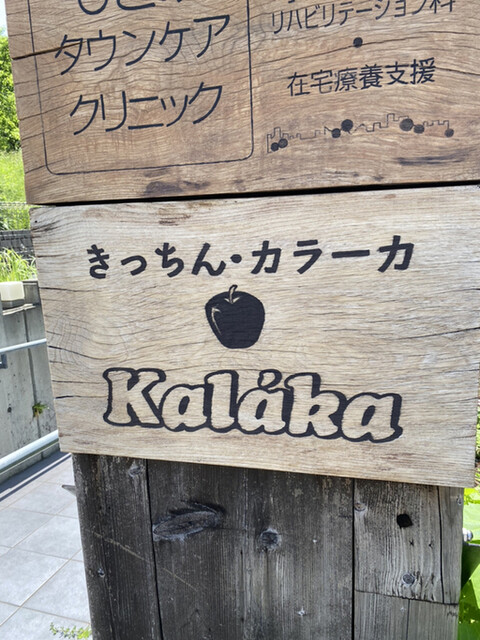 タウンケア
クリニック
リハビリテーション科
●
在宅療養支援
きっちん・カラーカ
Kaláka